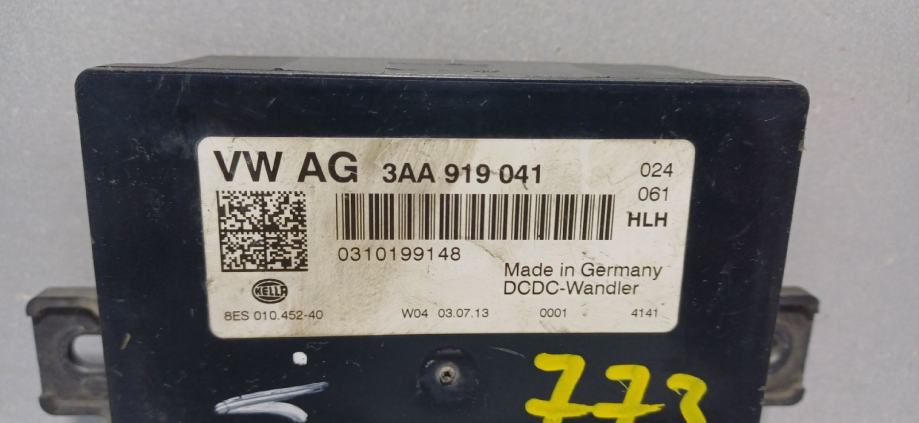 VW AG 3AA 919 041 024
061
HLH
0310199148
Made in Germany
DCDC-Wandler
HELLA
8ES 010.452-40 W04 03.07.13 0001 4141
773